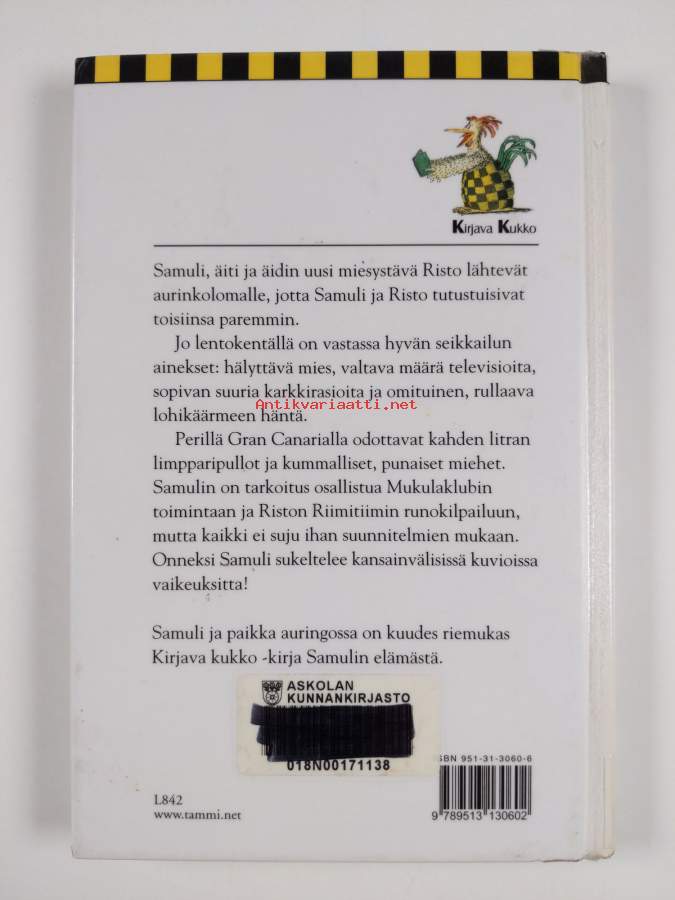 Kirjava Kukko
Samuli, äiti ja äidin uusi miesystävä Risto lähtevät
aurinkolomalle, jotta Samuli ja Risto tutustuisivat
toisiinsa paremmin.
Jo lentokentällä on vastassa hyvän seikkailun
ainekset: hälyttävä mies, valtava määrä televisioita,
sopivan suuria karkkirasioita ja omituinen, rullaava
Antikvariaatti.net
lohikäärmeen häntä.
Perillä Gran Canarialla odottavat kahden litran
limpparipullot ja kummalliset, punaiset miehet.
Samulin on tarkoitus osallistua Mukulaklubin
toimintaan ja Riston Riimitiimin runokilpailuun,
mutta kaikki ei suju ihan suunnitelmien mukaan.
Onneksi Samuli sukeltelee kansainvälisissä kuvioissa
vaikeuksitta!
Samuli ja paikka auringossa on kuudes riemukas
Kirjava kukko -kirja Samulin elämästä.
ASKOLAN
KUNNANKIRJASTO
018N00171138
ISBN 951-31-3060-6
9 789513 130602
L842
www.tammi.net